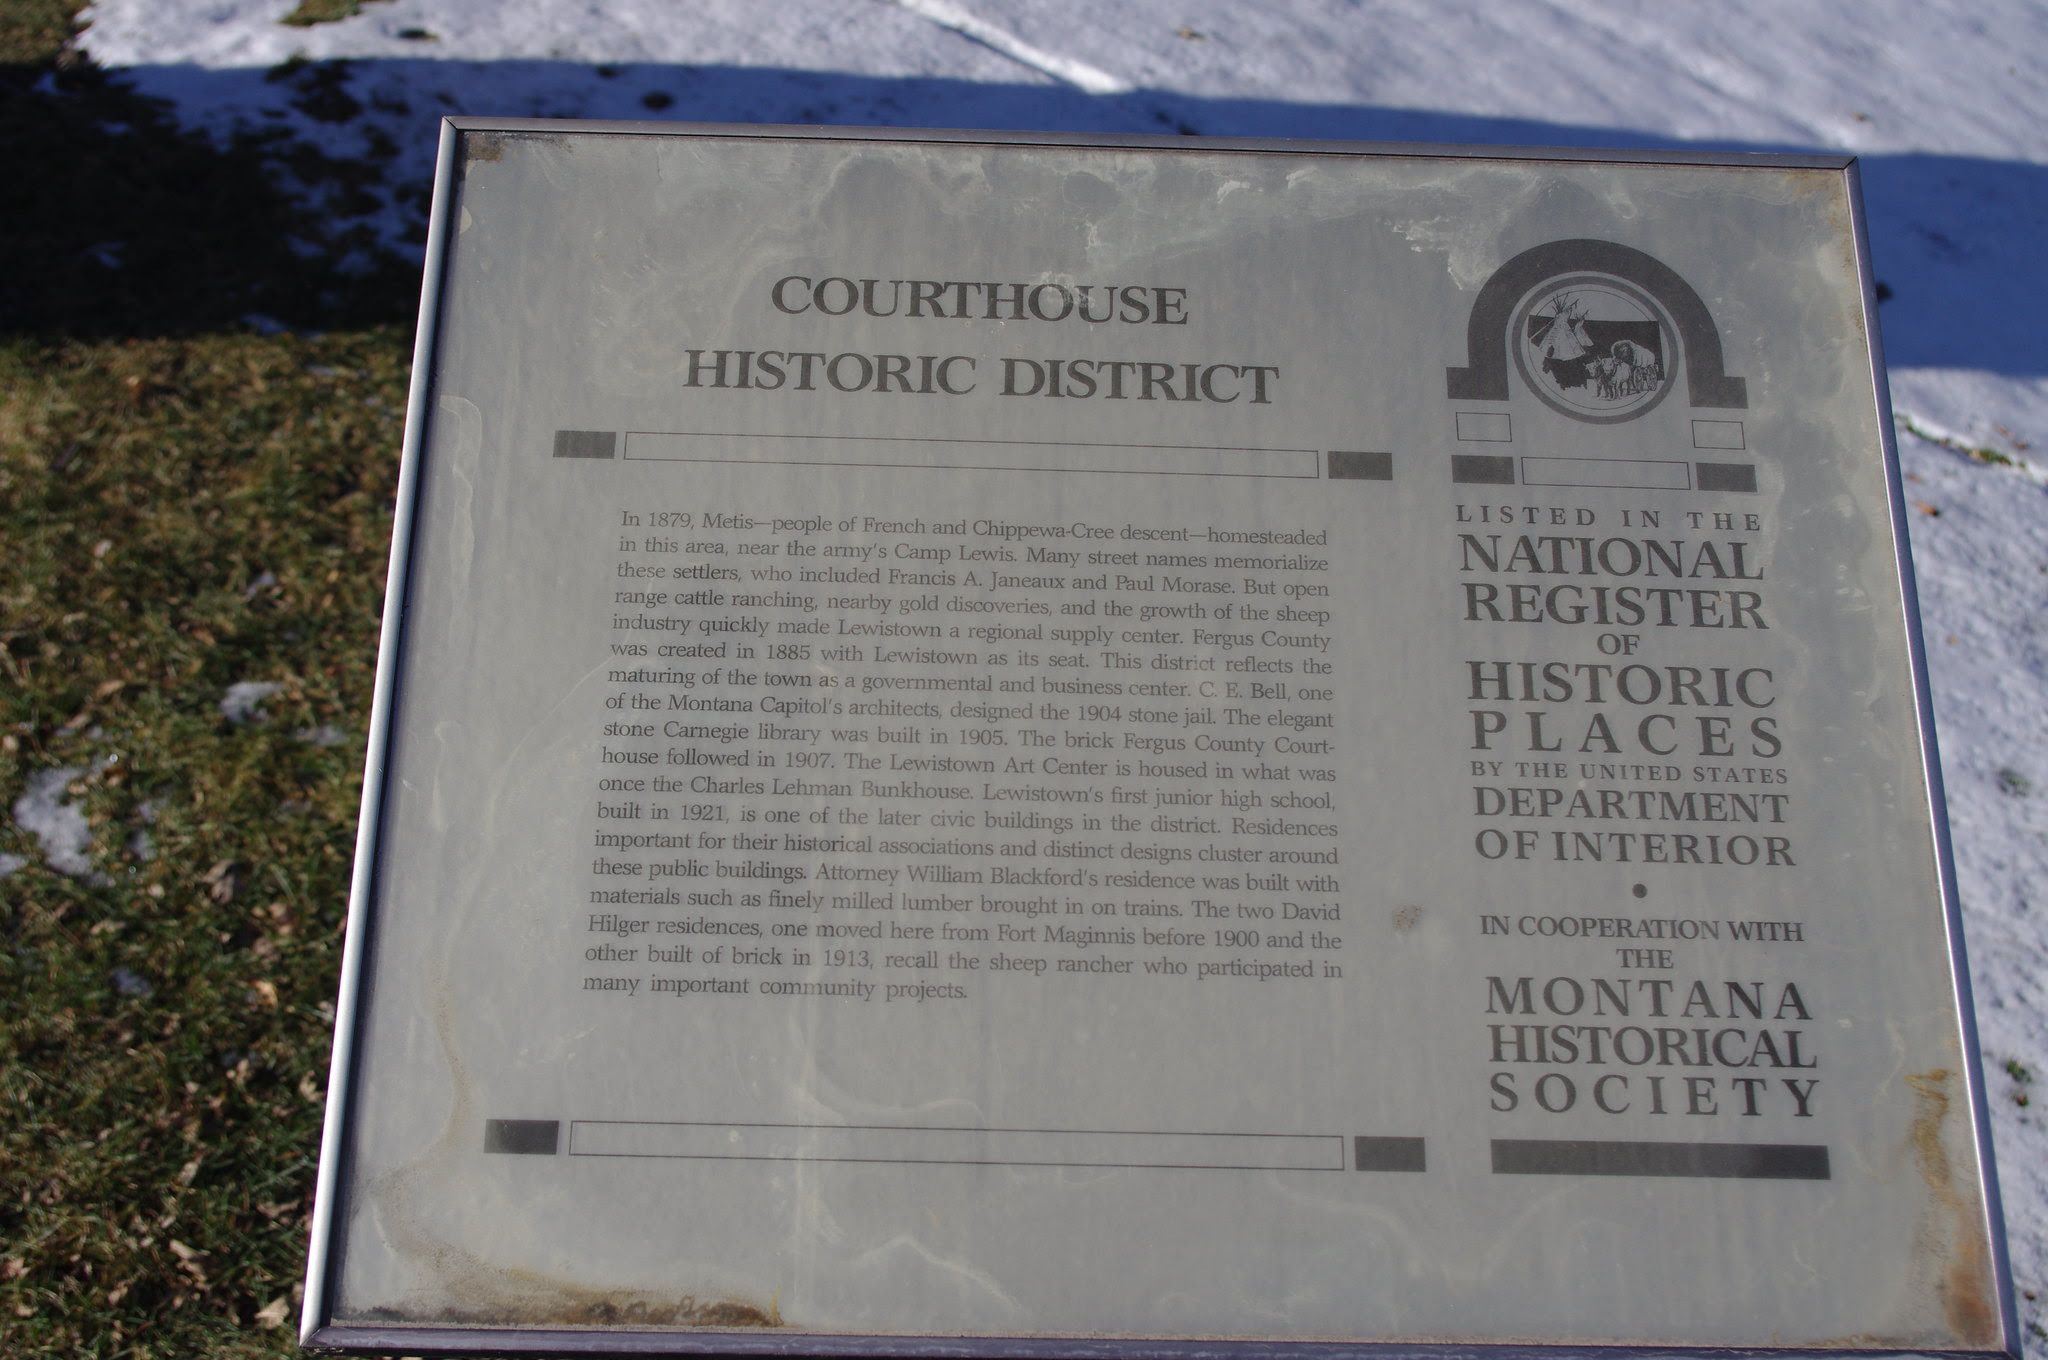 COURTHOUSE
HISTORIC DISTRICT
In 1879, Metis—people of French and Chippewa-Cree descent—homesteaded
in this area, near the army's Camp Lewis. Many street names memorialize
these settlers, who included Francis A. Janeaux and Paul Morase. But open
range cattle ranching, nearby gold discoveries, and the growth of the sheep
industry quickly made Lewistown a regional supply center. Fergus County
was created in 1885 with Lewistown as its seat. This district reflects the
maturing of the town as a governmental and business center. C. E. Bell, one
of the Montana Capitol's architects, designed the 1904 stone jail. The elegant
stone Carnegie library was built in 1905. The brick Fergus County Court-
house followed in 1907. The Lewistown Art Center is housed in what was
once the Charles Lehman Bunkhouse. Lewistown's first junior high school,
built in 1921, is one of the later civic buildings in the district. Residences
important for their historical associations and distinct designs cluster around
these public buildings. Attorney William Blackford's residence was built with
materials such as finely milled lumber brought in on trains. The two David
Hilger residences, one moved here from Fort Maginnis before 1900 and the
other built of brick in 1913, recall the sheep rancher who participated in
many important community projects.
LISTED IN THE
NATIONAL
REGISTER
OF
HISTORIC
PLACES
BY THE UNITED STATES
DEPARTMENT
OF INTERIOR
•
IN COOPERATION WITH
THE
MONTANA
HISTORICAL
SOCIETY